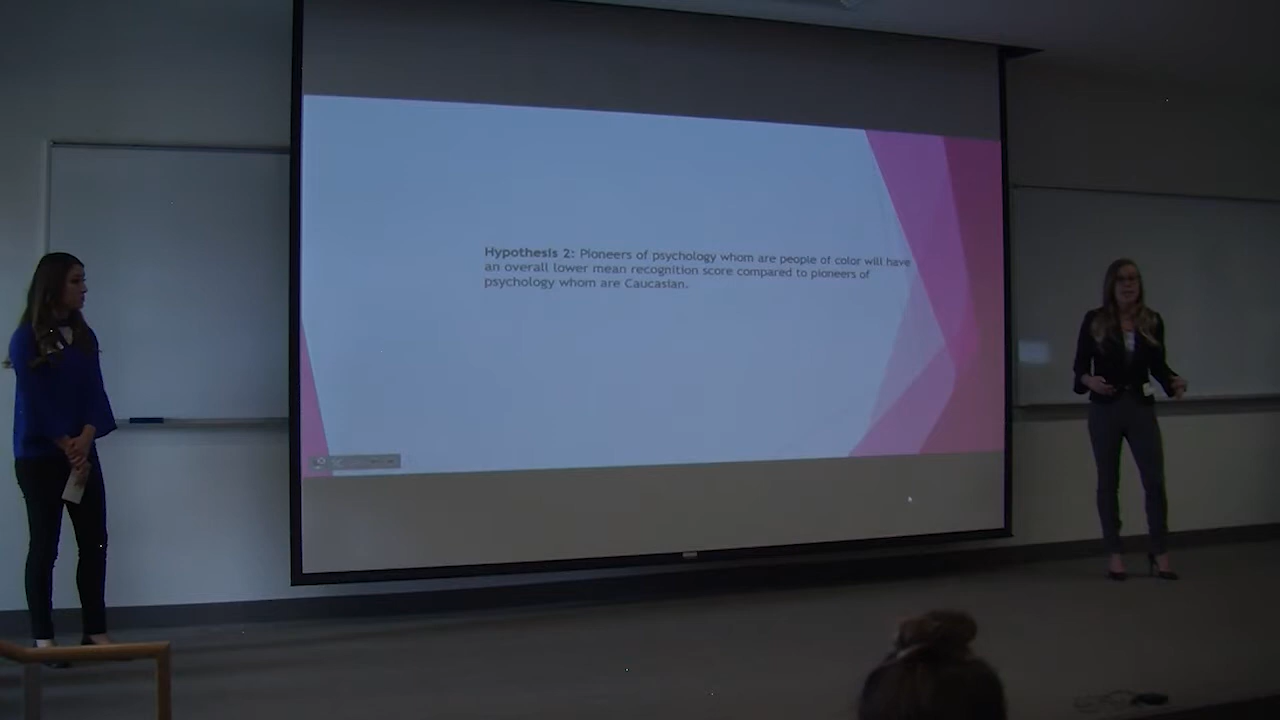 Hypothesis 2: Pioneers of psychology whom are people of color will have
an overall lower mean recognition score compared to pioneers of
psychology whom are Caucasian.